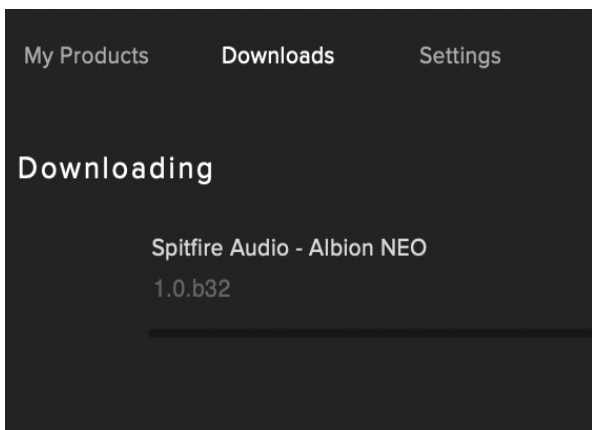 My Products Downloads Settings
Downloading
Spitfire Audio - Albion NEO
1.0.b32